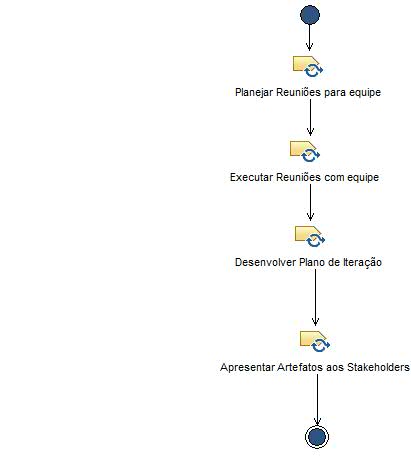 Planejar Reuniões para equipe
Executar Reuniões com equipe
Desenvolver Plano de Iteração
Apresentar Artefatos aos Stakeholders